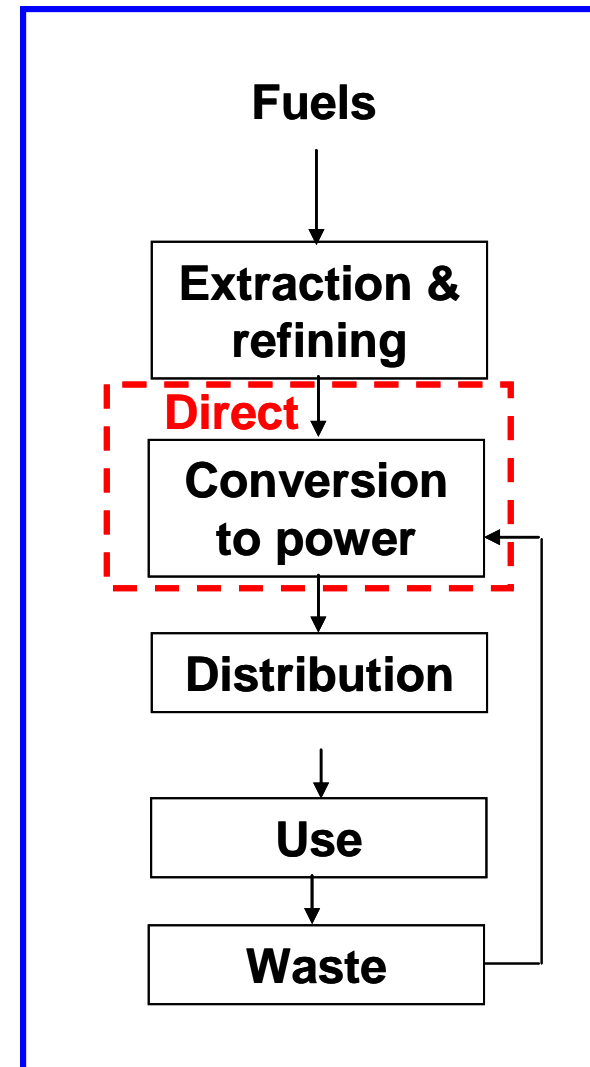 Fuels
Extraction &
refining
Direct
Conversion
to power
Distribution
Use
Waste